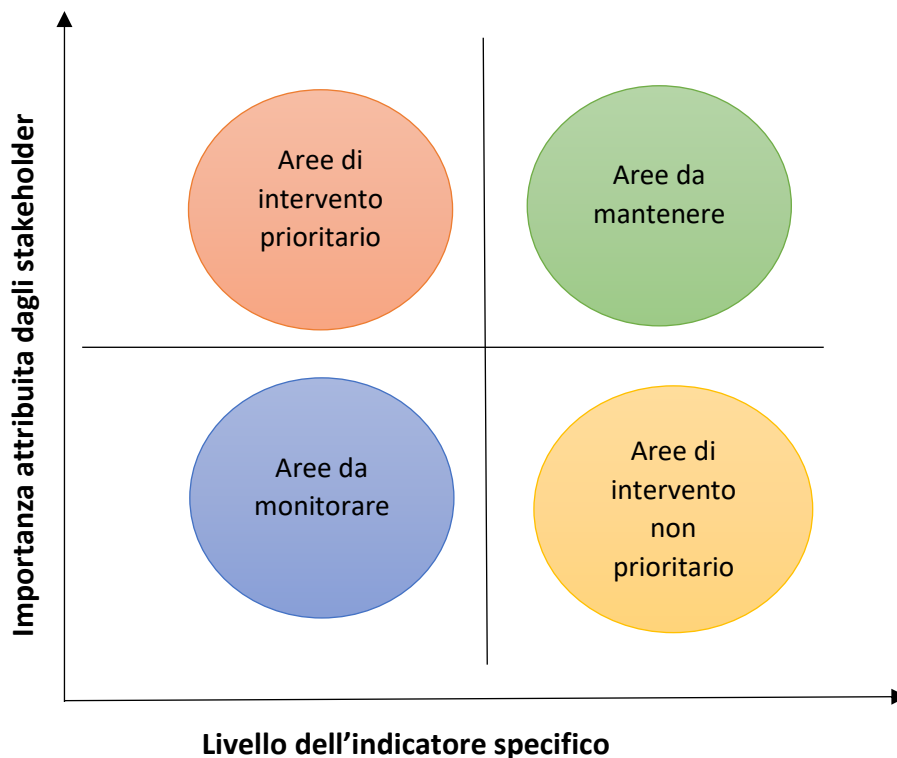 Importanza attribuita dagli stakeholder
Aree di
intervento
prioritario
Aree da
mantenere
Aree da
monitorare
Aree di
intervento
non
prioritario
Livello dell’indicatore specifico